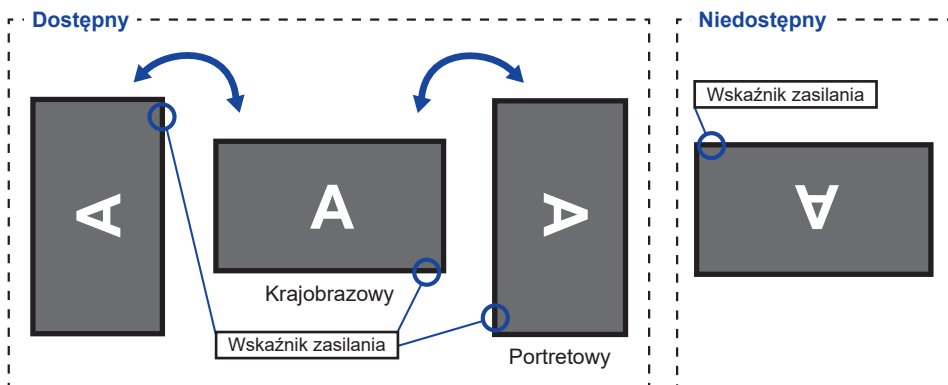 Dostępny
Niedostępny
Wskaźnik zasilania
A
A
A
A
Krajobrazowy
Wskaźnik zasilania
Portretowy